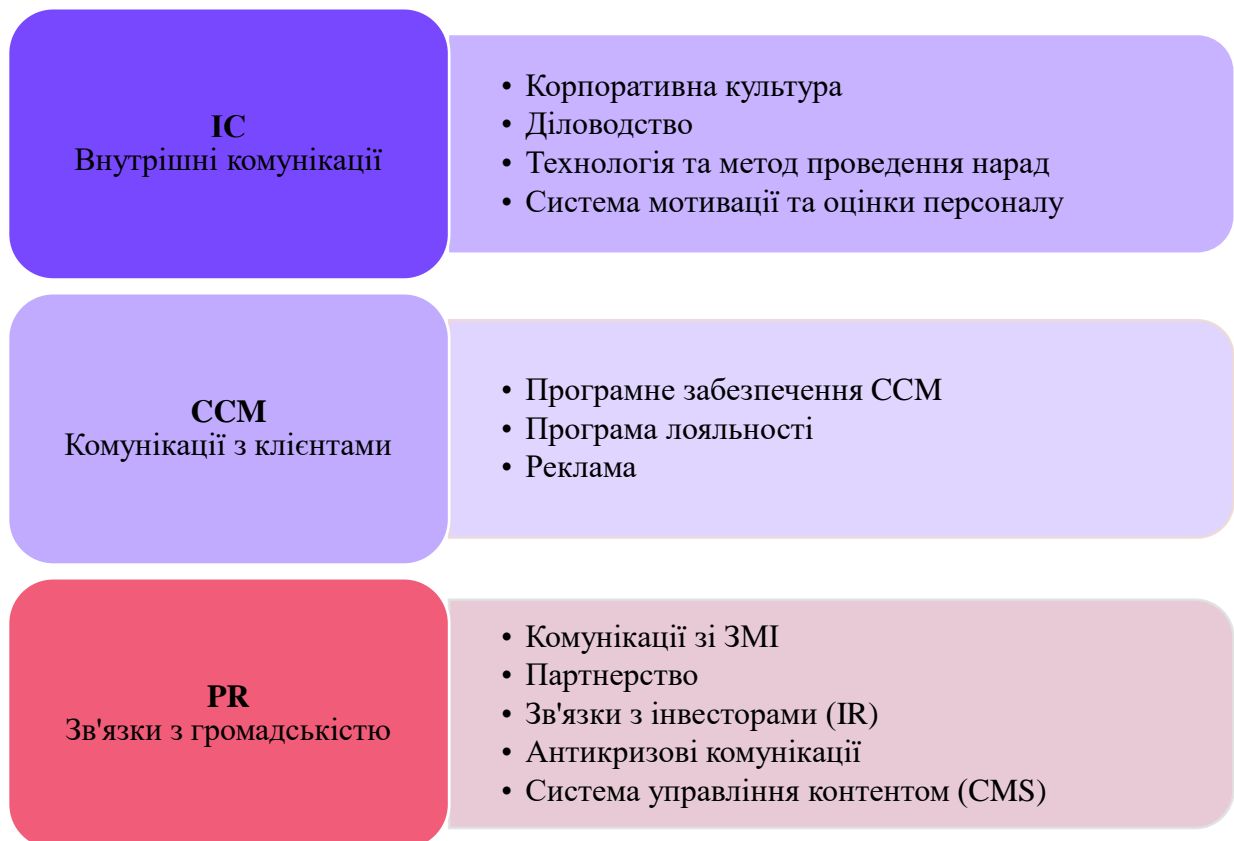 IC
Внутрішні комунікації
• Корпоративна культура
• Діловодство
• Технологія та метод проведення нарад
• Система мотивації та оцінки персоналу
CCM
Комунікації з клієнтами
• Програмне забезпечення CCM
• Програма лояльності
• Реклама
PR
Зв'язки з громадськістю
• Комунікації зі ЗМІ
• Партнерство
• Зв'язки з інвесторами (IR)
• Антикризові комунікації
• Система управління контентом (CMS)